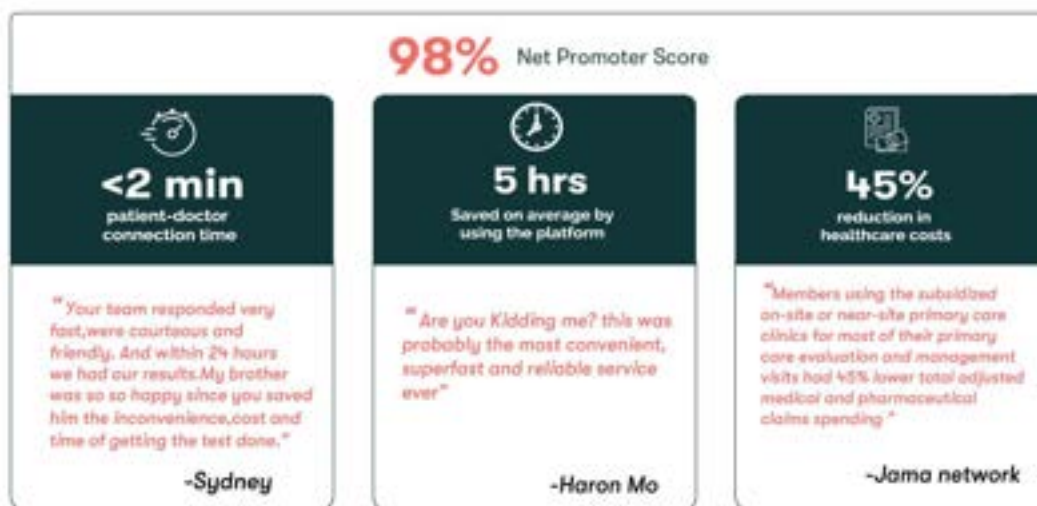 98% Net Promoter Score
<2 min
patient-doctor
connection time
"Your team responded very
fast,were courteous and
friendly. And within 24 hours
we had our results.My brother
was so so happy since you saved
him the inconvenience,cost and
time of getting the test done."
-Sydney
5 hrs
Saved on average by
using the platform
"Are you Kidding me? this was
probably the most convenient,
superfast and reliable service
ever"
-Haron Mo
45%
reduction in
healthcare costs
"Members using the subsidized
on-site or near-site primary care
clinics for most of their primary
care evaluation and management
visits had 45% lower total adjusted
medical and pharmaceutical
claims spending "
-Jama network